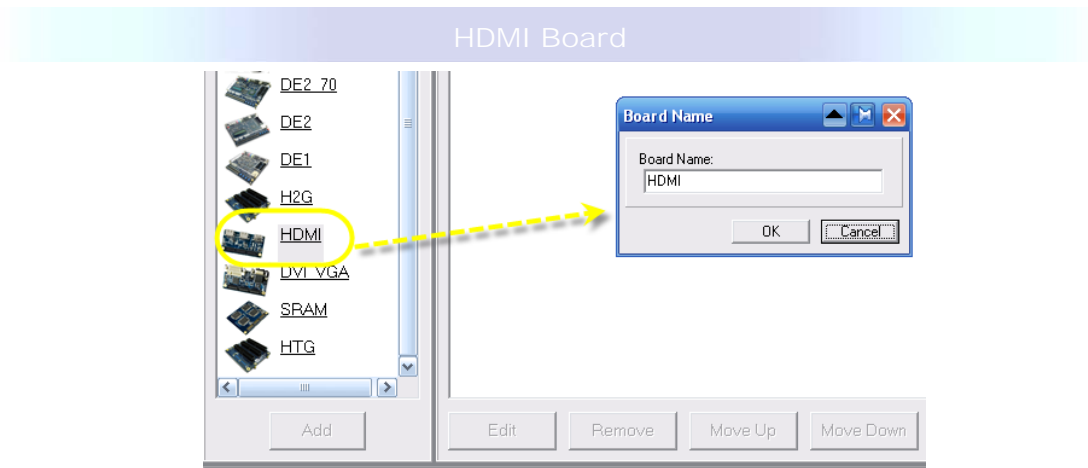 HDMI Board
DE2_70
DE2
DE1
H2G
HDMI
DVI_VGA
SRAM
HTG
Add
Board Name
Board Name:
HDMI
OK
Cancel
Edit
Remove
Move Up
Move Down